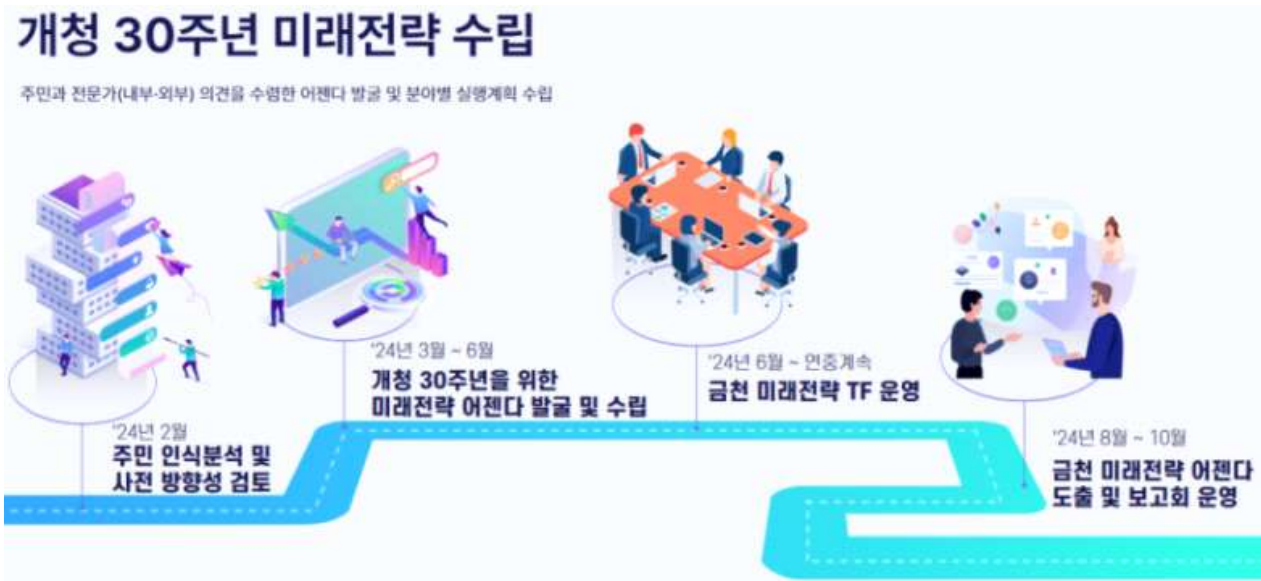 개청 30주년 미래전략 수립
주민과 전문가(내부·외부) 의견을 수렴한 어젠다 발굴 및 분야별 실행계획 수립
'24년 2월
주민 인식분석 및
사전 방향성 검토
'24년 3월 ~ 6월
개청 30주년을 위한
미래전략 어젠다 발굴 및 수립
'24년 6월 ~ 연중계속
금천 미래전략 TF 운영
'24년 8월 ~ 10월
금천 미래전략 어젠다
도출 및 보고회 운영